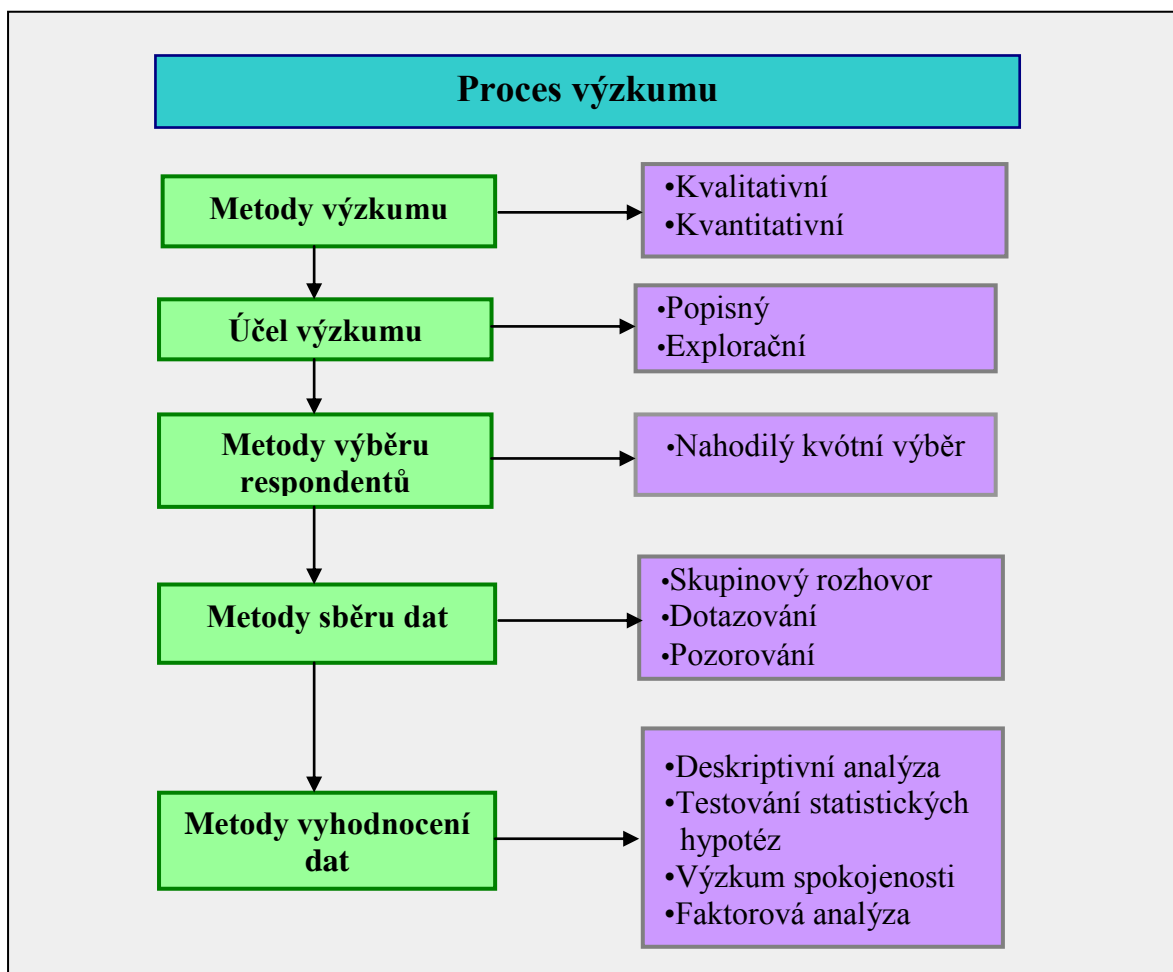 Proces výzkumu
Metody výzkumu
•Kvalitativní
•Kvantitativní
Účel výzkumu
•Popisný
•Explorační
Metody výběru
respondentů
•Nahodilý kvótní výběr
Metody sběru dat
•Skupinový rozhovor
•Dotazování
•Pozorování
Metody vyhodnocení
dat
•Deskriptivní analýza
•Testování statistických
hypotéz
•Výzkum spokojenosti
•Faktorová analýza